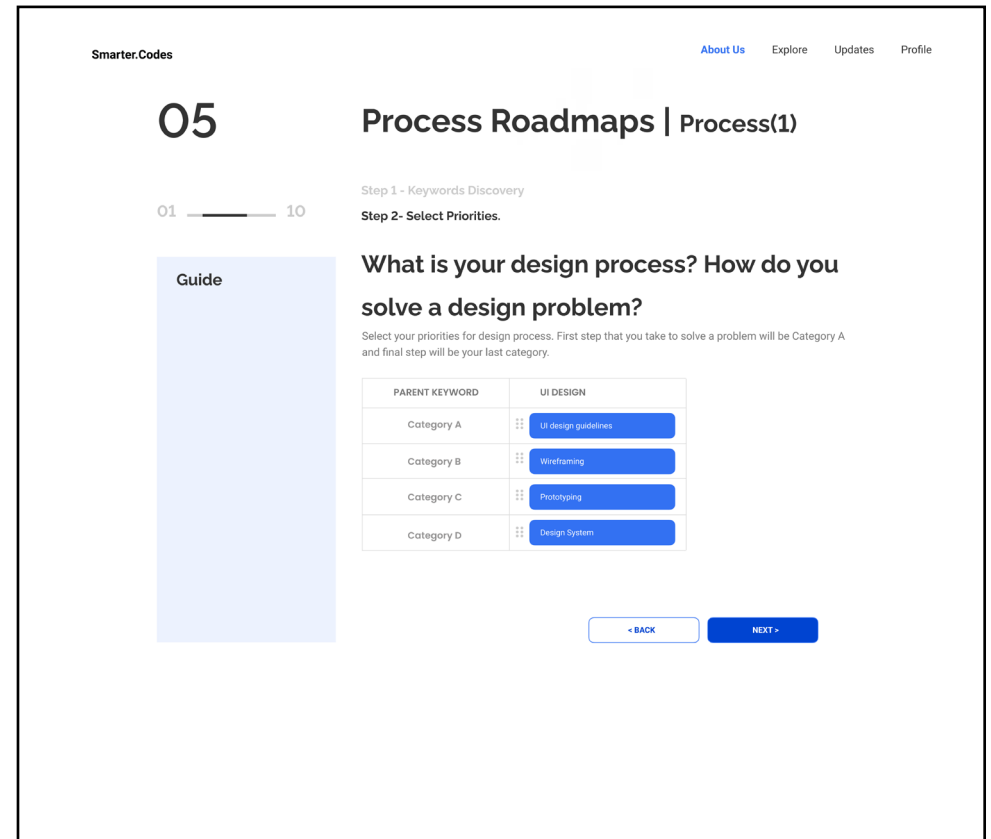 Smarter.Codes
About Us Explore Updates Profile
05
Process Roadmaps | Process(1)
01 10
Step 1 - Keywords Discovery
Step 2- Select Priorities.
Guide
What is your design process? How do you
solve a design problem?
Select your priorities for design process. First step that you take to solve a problem will be Category A
and final step will be your last category.
PARENT KEYWORD UI DESIGN
Category A UI design guidelines
Category B Wireframing
Category C Prototyping
Category D Design System
< BACK NEXT >